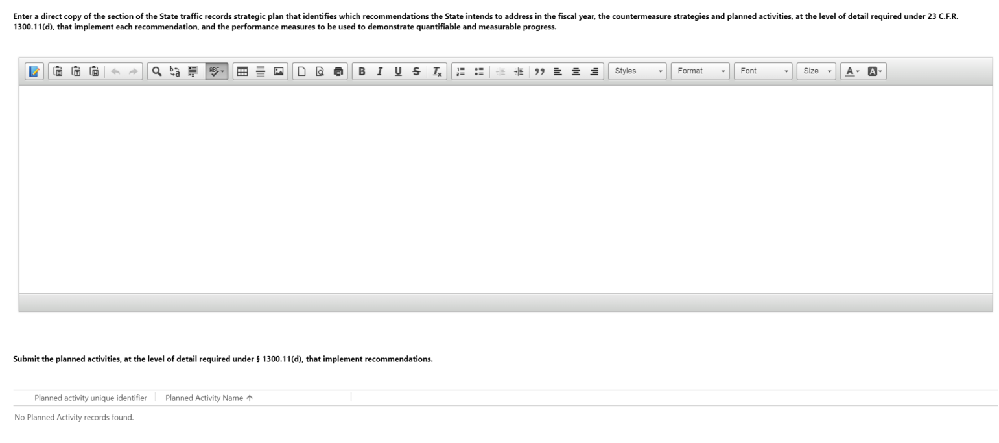 Enter a direct copy of the section of the State traffic records strategic plan that identifies which recommendations the State intends to address in the fiscal year, the countermeasure strategies and planned activities, at the level of detail required under 23 C.F.R.
1300.11(d), that implement each recommendation, and the performance measures to be used to demonstrate quantifiable and measurable progress.
ABC B I U S Ix Styles Format Font Size A A
Submit the planned activities, at the level of detail required under § 1300.11(d), that implement recommendations.
Planned activity unique identifier Planned Activity Name ↑
No Planned Activity records found.